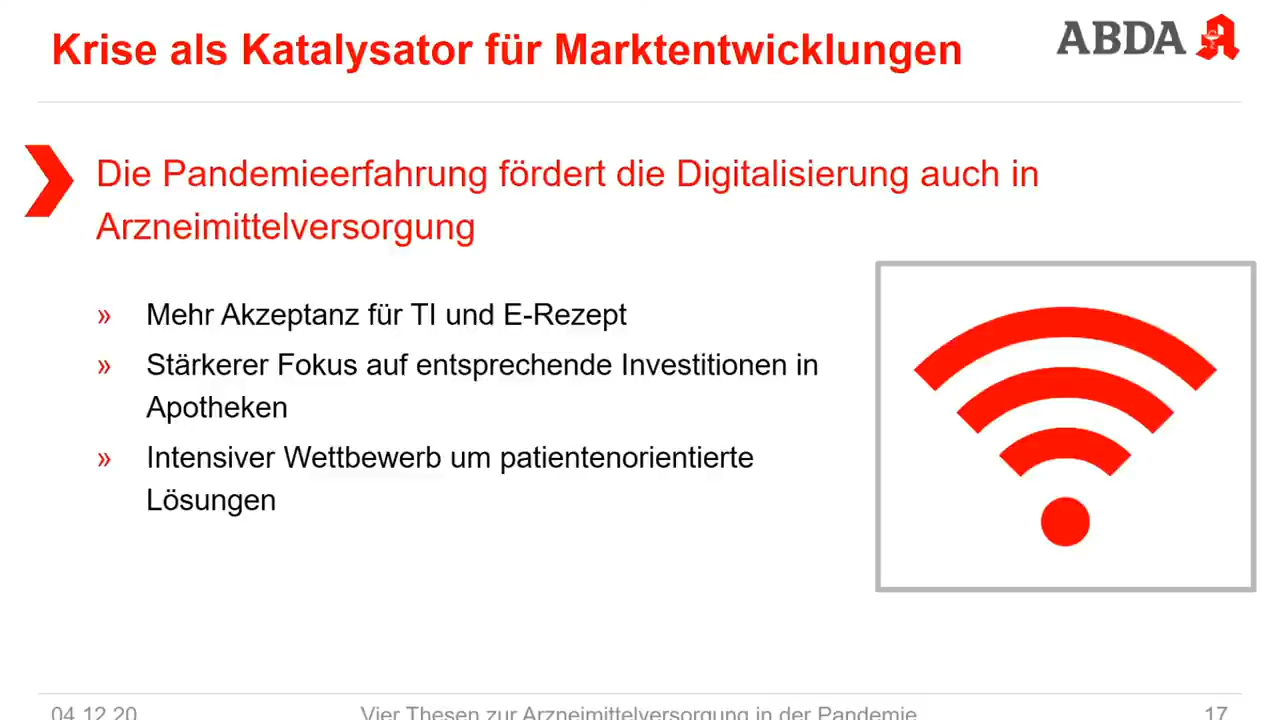 Krise als Katalysator für Marktentwicklungen
ABDA
Die Pandemieerfahrung fördert die Digitalisierung auch in
Arzneimittelversorgung
» Mehr Akzeptanz für TI und E-Rezept
» Stärkerer Fokus auf entsprechende Investitionen in
Apotheken
» Intensiver Wettbewerb um patientenorientierte
Lösungen
04.12.20
Vier Thesen zur Arzneimittelversorgung in der Pandemie
17